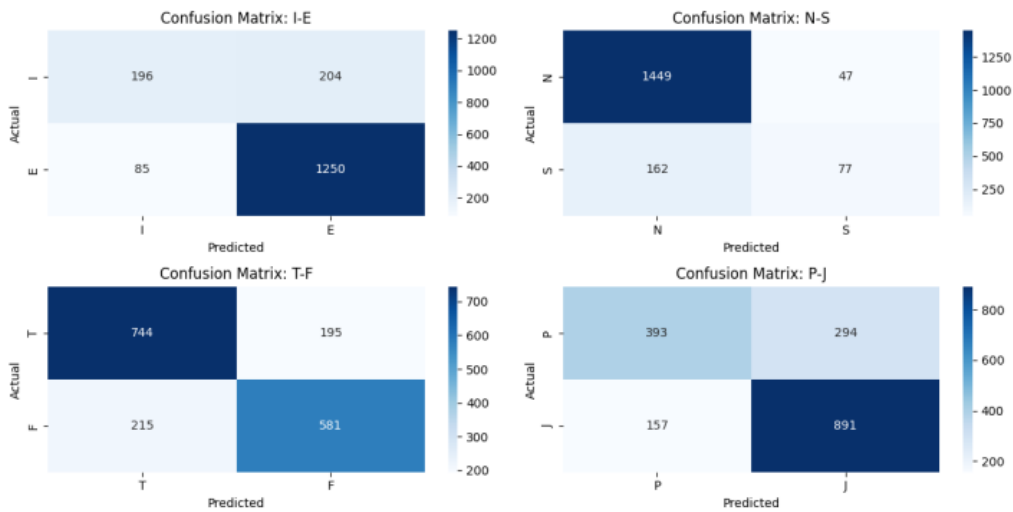 Confusion Matrix: I-E
Actual
I
E
196
204
85
1250
I
E
Predicted
1200
1000
800
600
400
200
Confusion Matrix: N-S
Actual
N
S
1449
47
162
77
N
S
Predicted
1250
1000
750
500
250
Confusion Matrix: T-F
Actual
T
F
744
195
215
581
T
F
Predicted
700
600
500
400
300
200
Confusion Matrix: P-J
Actual
P
J
393
294
157
891
P
J
Predicted
800
600
400
200